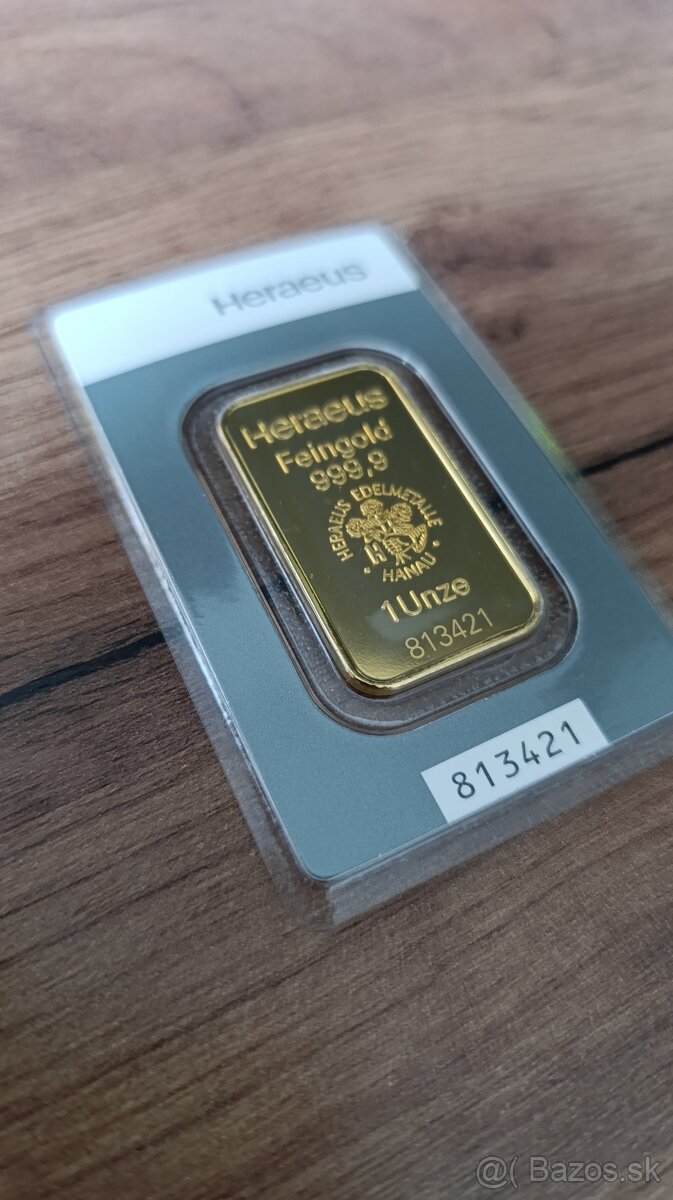 Heraeus
Heraeus
Feingold
999,9
HERAEUS EDELMETALLE
• HANAU •
1 Unze
813421
813421
@( Bazos.sk